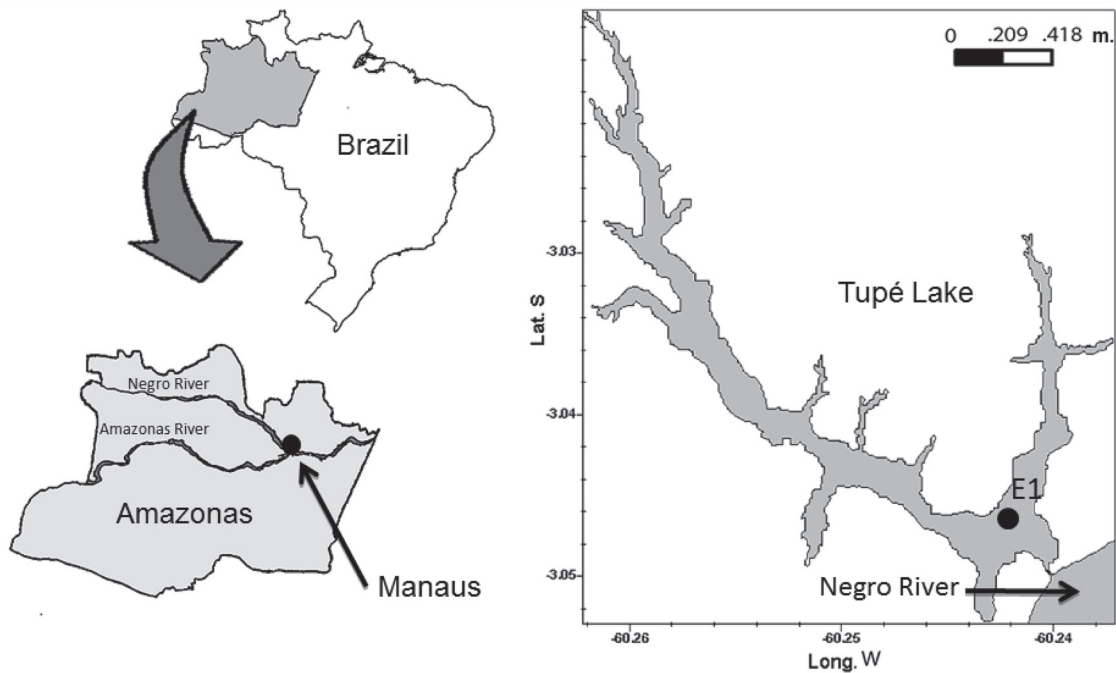 Brazil
Negro River
Amazonas River
Amazonas
Manaus
0 .209 .418 m.
Lat. S
-3.03
-3.04
-3.05
Tupé Lake
E1
Negro River
-60.26 -60.25 -60.24
Long. W